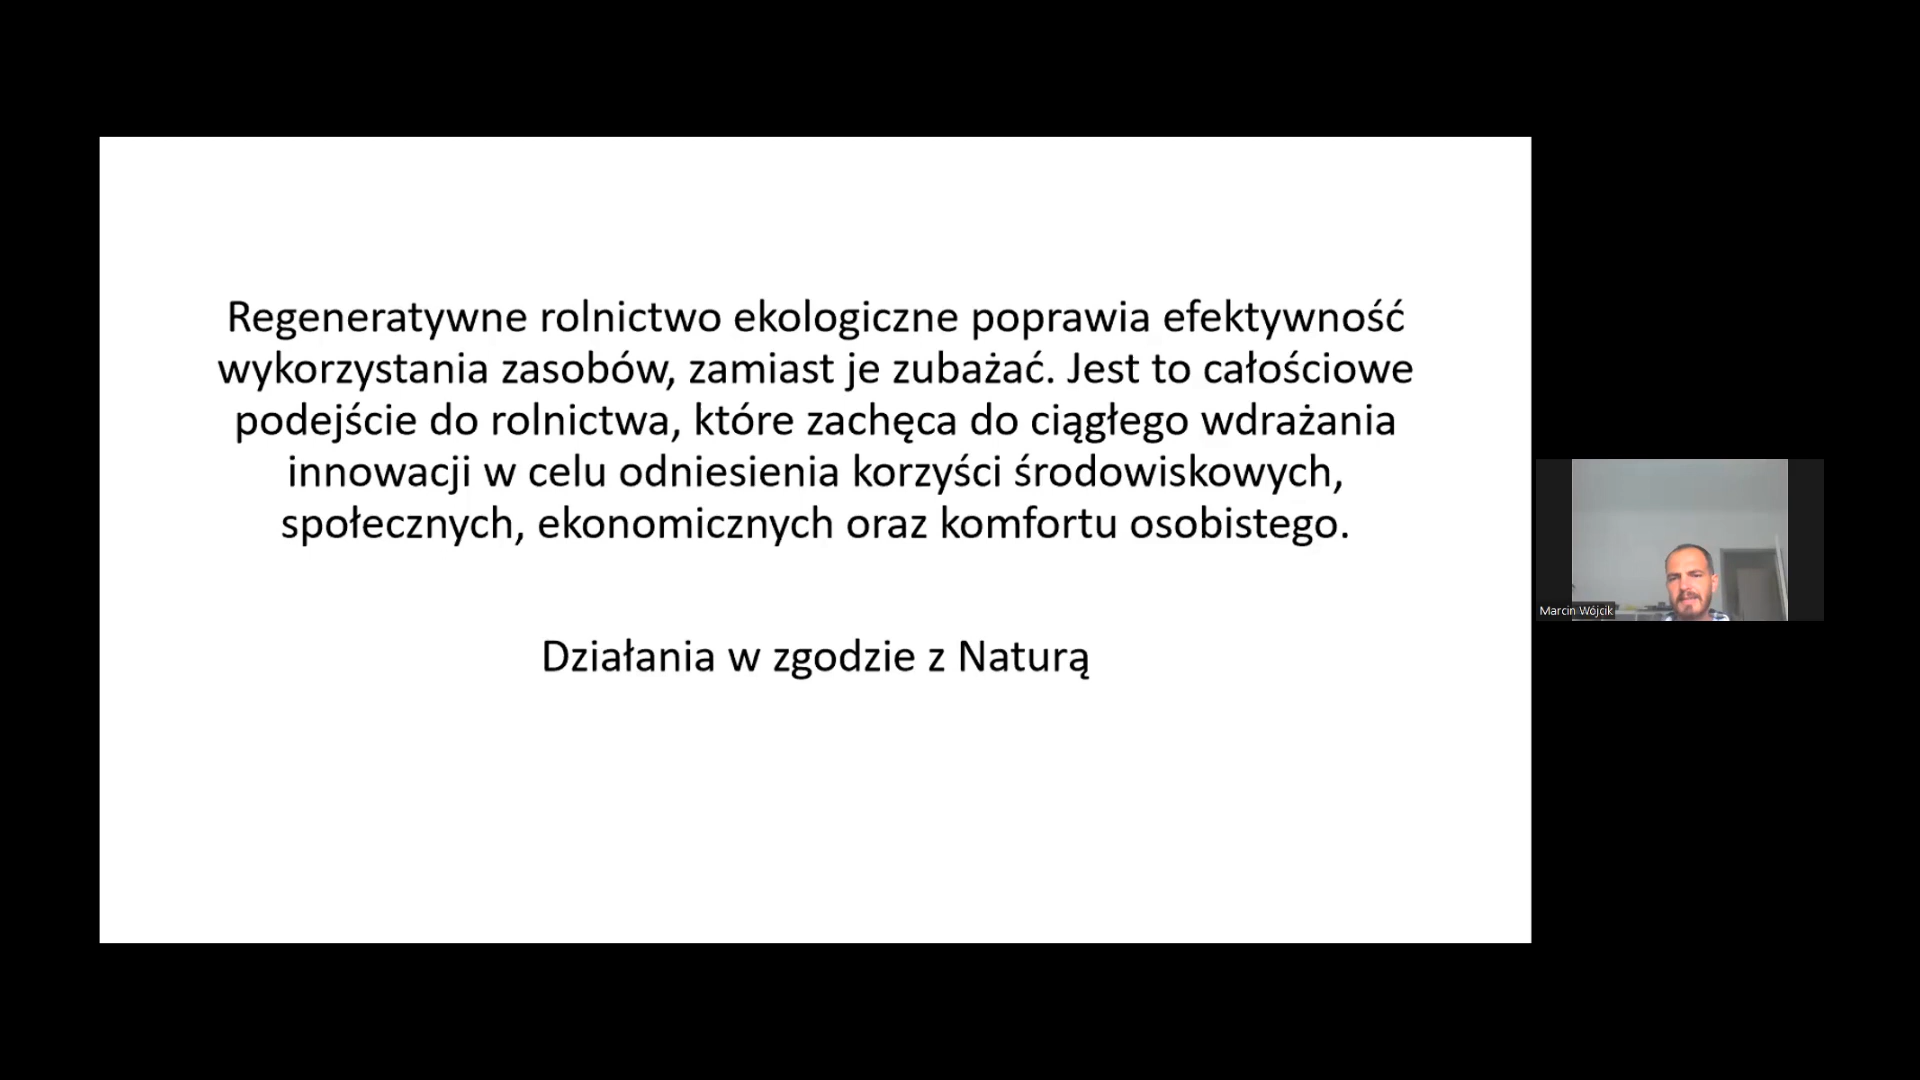 Regeneratywne rolnictwo ekologiczne poprawia efektywność
wykorzystania zasobów, zamiast je zubażać. Jest to całościowe
podejście do rolnictwa, które zachęca do ciągłego wdrażania
innowacji w celu odniesienia korzyści środowiskowych,
społecznych, ekonomicznych oraz komfortu osobistego.
Działania w zgodzie z Naturą
Marcin Wójcik